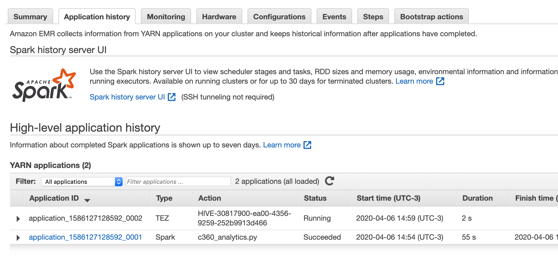 Summary Application history Monitoring Hardware Configurations Events Steps Bootstrap actions
Amazon EMR collects information from YARN applications on your cluster and keeps historical information after applications have completed.
Spark history server UI
APACHE
Spark
Use the Spark history server UI to view scheduler stages and tasks, RDD sizes and memory usage, environmental information and information
running executors. Available on running clusters or for up to 30 days for terminated clusters. Learn more
Spark history server UI (SSH tunneling not required)
High-level application history
Information about completed Spark applications is shown up to seven days. Learn more
YARN applications (2)
Filter: All applications Filter applications ... 2 applications (all loaded)
Application ID Type Action Status Start time (UTC-3) Duration Finish time (
application_1586127128592_0002 TEZ HIVE-30817900-ea00-4356-
9259-252b9913d466 Running 2020-04-06 14:59 (UTC-3) 2 s
application_1586127128592_0001 Spark c360_analytics.py Succeeded 2020-04-06 14:54 (UTC-3) 55 s 2020-04-06 1